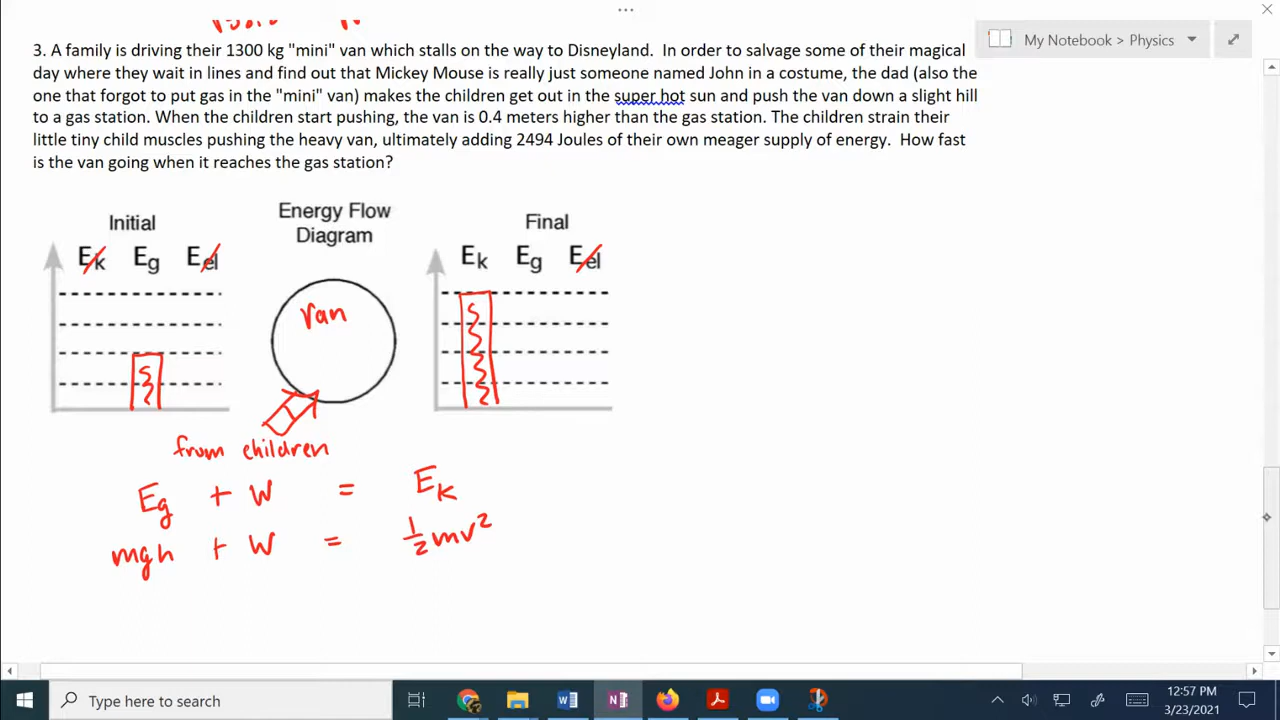 My Notebook > Physics
3. A family is driving their 1300 kg "mini" van which stalls on the way to Disneyland. In order to salvage some of their magical
day where they wait in lines and find out that Mickey Mouse is really just someone named John in a costume, the dad (also the
one that forgot to put gas in the "mini" van) makes the children get out in the super hot sun and push the van down a slight hill
to a gas station. When the children start pushing, the van is 0.4 meters higher than the gas station. The children strain their
little tiny child muscles pushing the heavy van, ultimately adding 2494 Joules of their own meager supply of energy. How fast
is the van going when it reaches the gas station?
Initial
Ek Eg Eel
Energy Flow
Diagram
van
from children
Final
Ek Eg Eel
Eg + W = Ek
mgh + W = 1/2 mv²
Type here to search
12:57 PM
3/23/2021